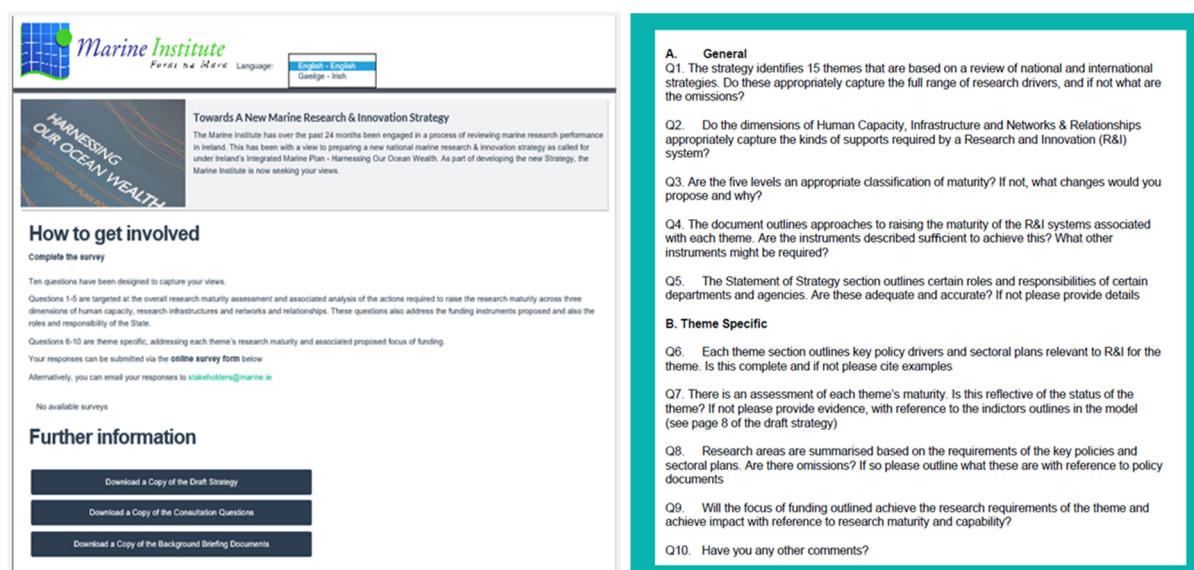 Marine Institute
Foras na Mara
Language:
English - English
Gaeilge - Irish
HARNESSING
OUR OCEAN WEALTH
INTEGRATED MARINE PLAN FOR
Towards A New Marine Research & Innovation Strategy
The Marine Institute has over the past 24 months been engaged in a process of reviewing marine research performance
in Ireland. This has been with a view to preparing a new national marine research & innovation strategy as called for
under Ireland's Integrated Marine Plan - Harnessing Our Ocean Wealth. As part of developing the new Strategy, the
Marine Institute is now seeking your views.
How to get involved
Complete the survey
Ten questions have been designed to capture your views.
Questions 1-5 are targeted at the overall research maturity assessment and associated analysis of the actions required to raise the research maturity across three
dimensions of human capacity, research infrastructures and networks and relationships. These questions also address the funding instruments proposed and also the
roles and responsibility of the State.
Questions 6-10 are theme specific, addressing each theme's research maturity and associated proposed focus of funding.
Your responses can be submitted via the online survey form below
Alternatively, you can email your responses to stakeholders@marine.ie
No available surveys
Further information
Download a Copy of the Draft Strategy
Download a Copy of the Consultation Questions
Download a Copy of the Background Briefing Documents
A. General
Q1. The strategy identifies 15 themes that are based on a review of national and international
strategies. Do these appropriately capture the full range of research drivers, and if not what are
the omissions?
Q2. Do the dimensions of Human Capacity, Infrastructure and Networks & Relationships
appropriately capture the kinds of supports required by a Research and Innovation (R&I)
system?
Q3. Are the five levels an appropriate classification of maturity? If not, what changes would you
propose and why?
Q4. The document outlines approaches to raising the maturity of the R&I systems associated
with each theme. Are the instruments described sufficient to achieve this? What other
instruments might be required?
Q5. The Statement of Strategy section outlines certain roles and responsibilities of certain
departments and agencies. Are these adequate and accurate? If not please provide details
B. Theme Specific
Q6. Each theme section outlines key policy drivers and sectoral plans relevant to R&I for the
theme. Is this complete and if not please cite examples
Q7. There is an assessment of each theme's maturity. Is this reflective of the status of the
theme? If not please provide evidence, with reference to the indictors outlines in the model
(see page 8 of the draft strategy)
Q8. Research areas are summarised based on the requirements of the key policies and
sectoral plans. Are there omissions? If so please outline what these are with reference to policy
documents
Q9. Will the focus of funding outlined achieve the research requirements of the theme and
achieve impact with reference to research maturity and capability?
Q10. Have you any other comments?